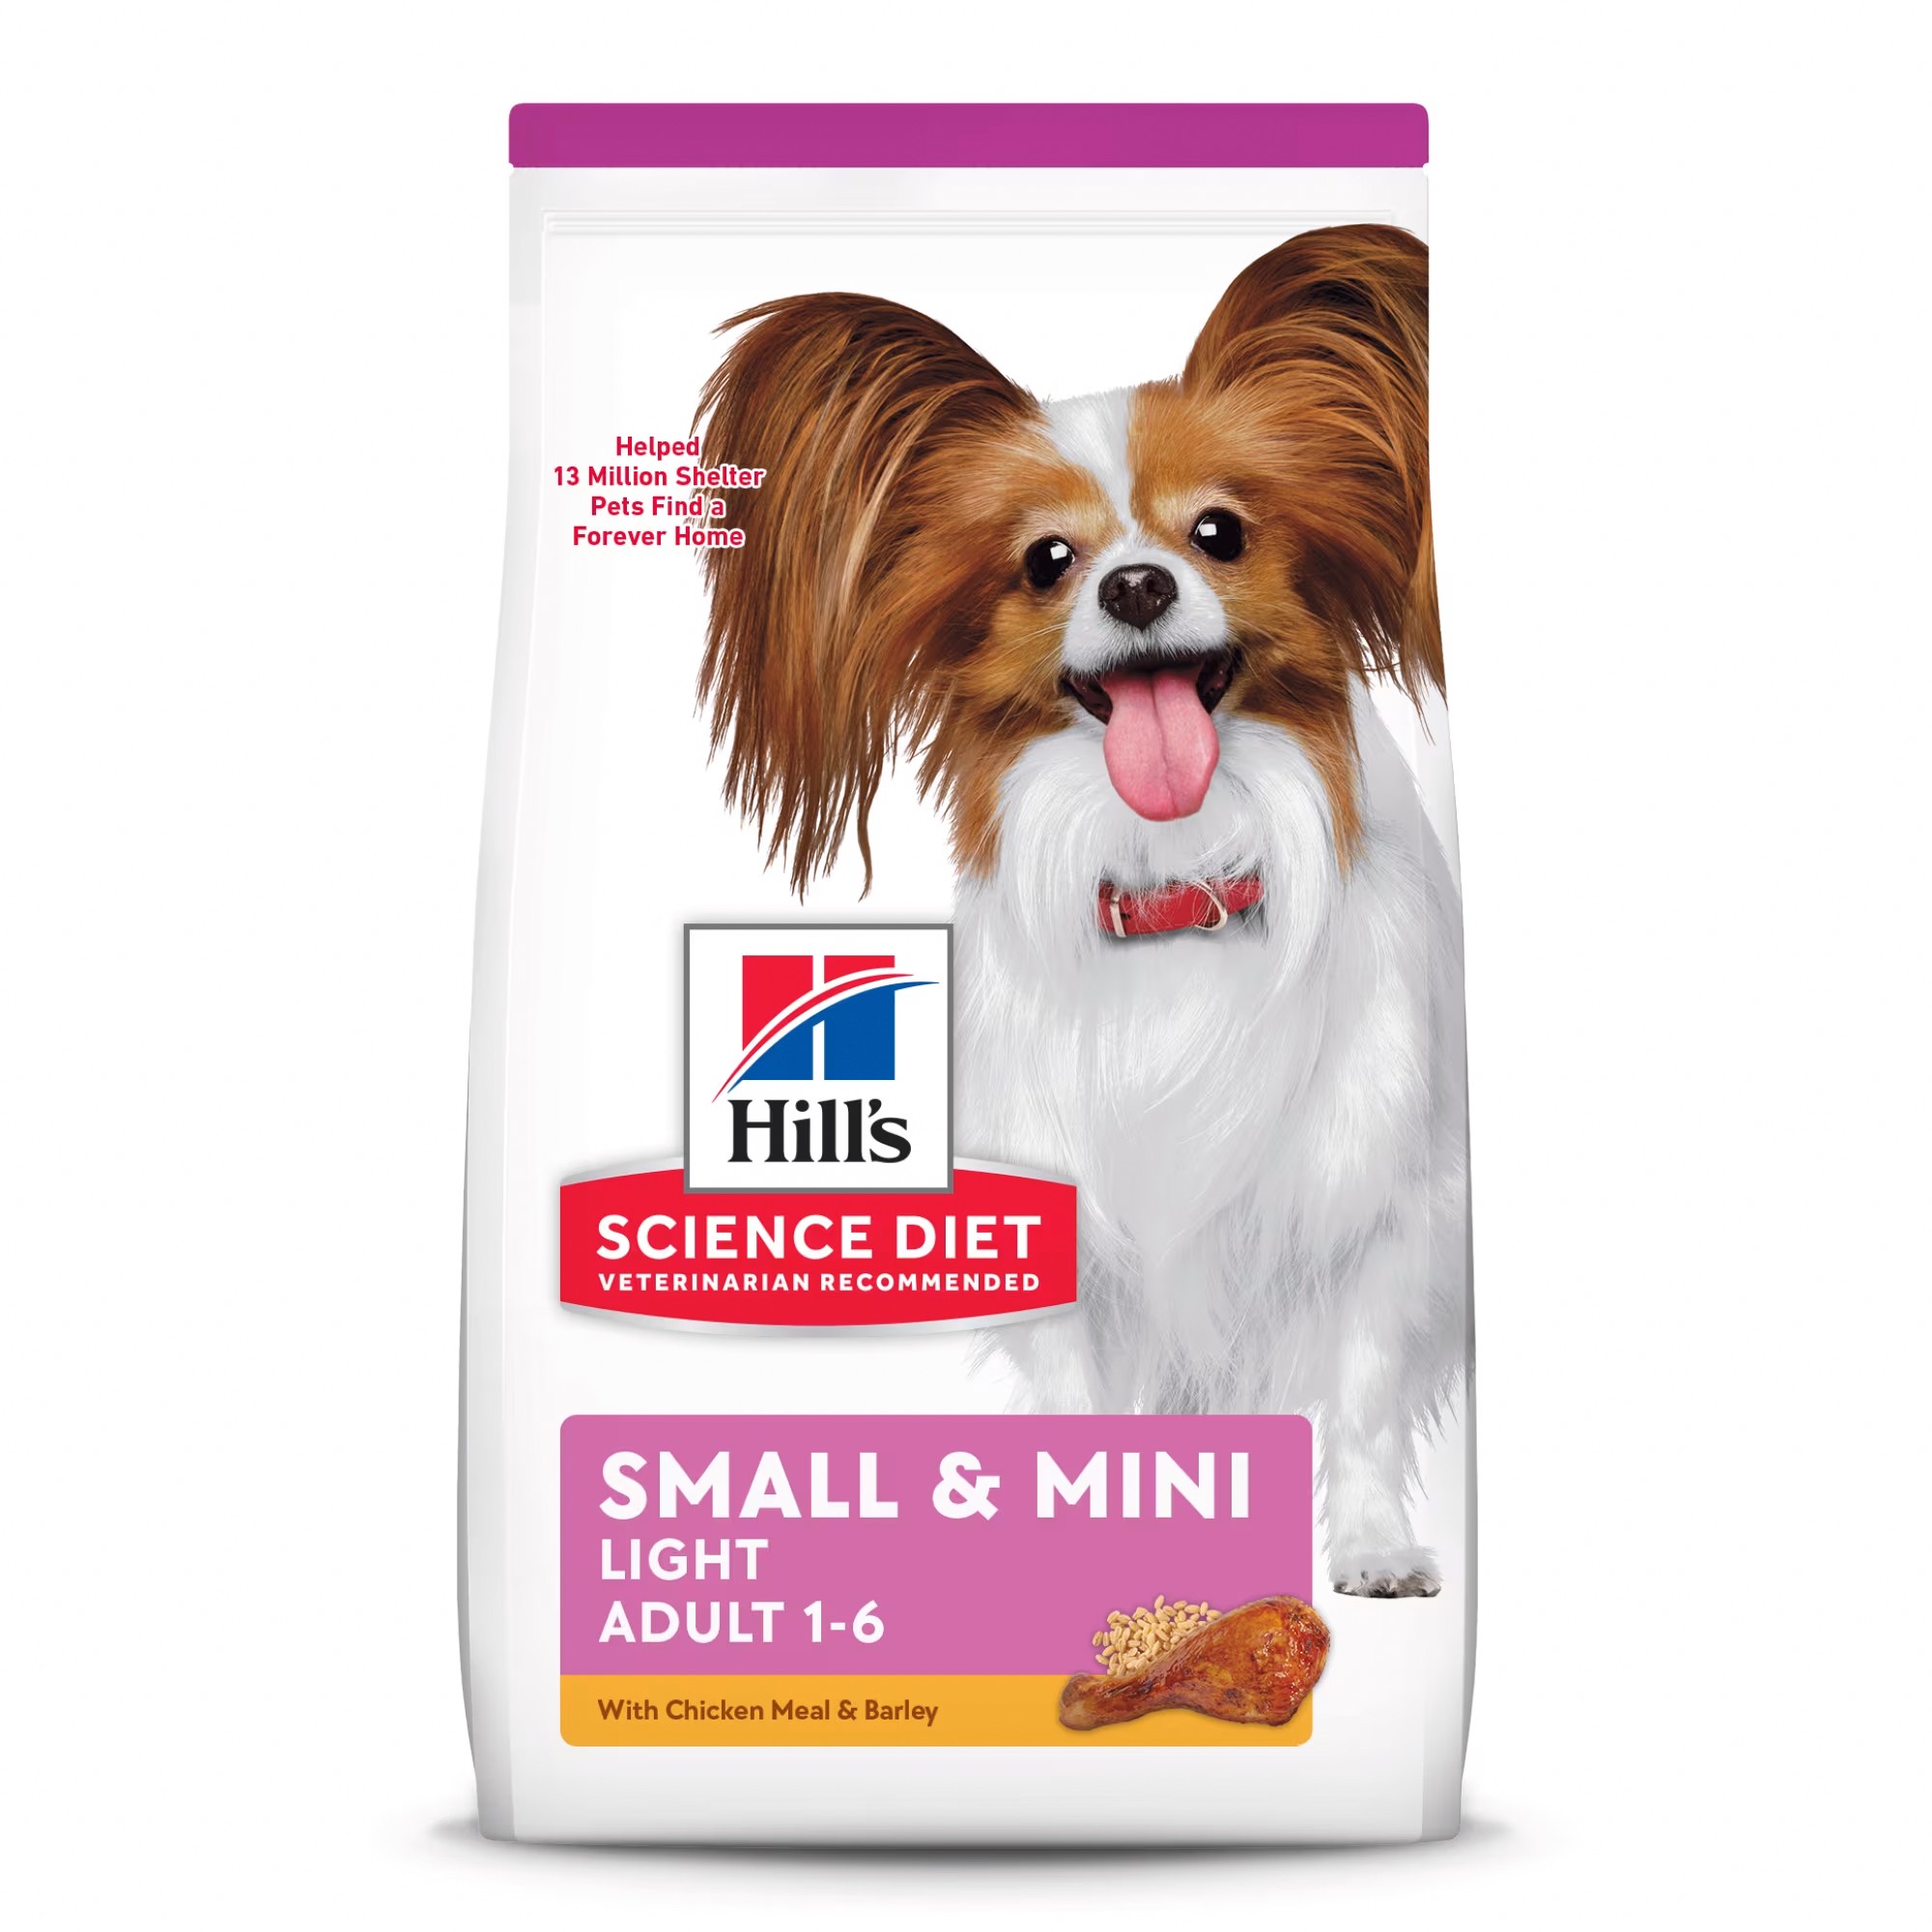 Helped
13 Million Shelter
Pets Find a
Forever Home
Hill's
SCIENCE DIET
VETERINARIAN RECOMMENDED
SMALL & MINI
LIGHT
ADULT 1-6
With Chicken Meal & Barley